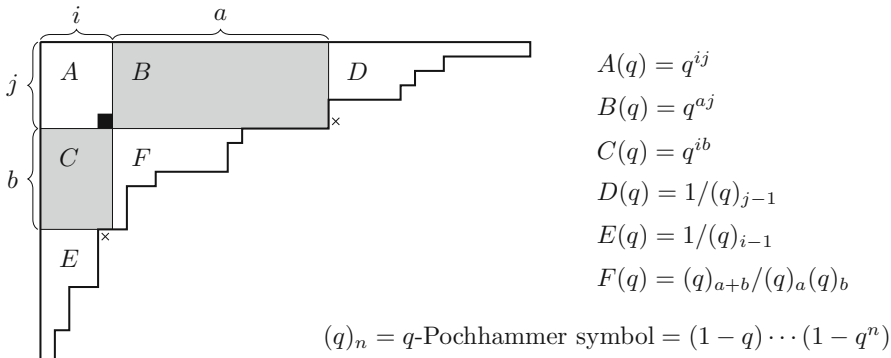 i a
j A B D
b C F
E
A(q) = q^{ij}
B(q) = q^{aj}
C(q) = q^{ib}
D(q) = 1/(q)_{j−1}
E(q) = 1/(q)_{i−1}
F(q) = (q)_{a+b}/(q)_a(q)_b
(q)_n = q-Pochhammer symbol = (1 − q) ⋯ (1 − q^n)